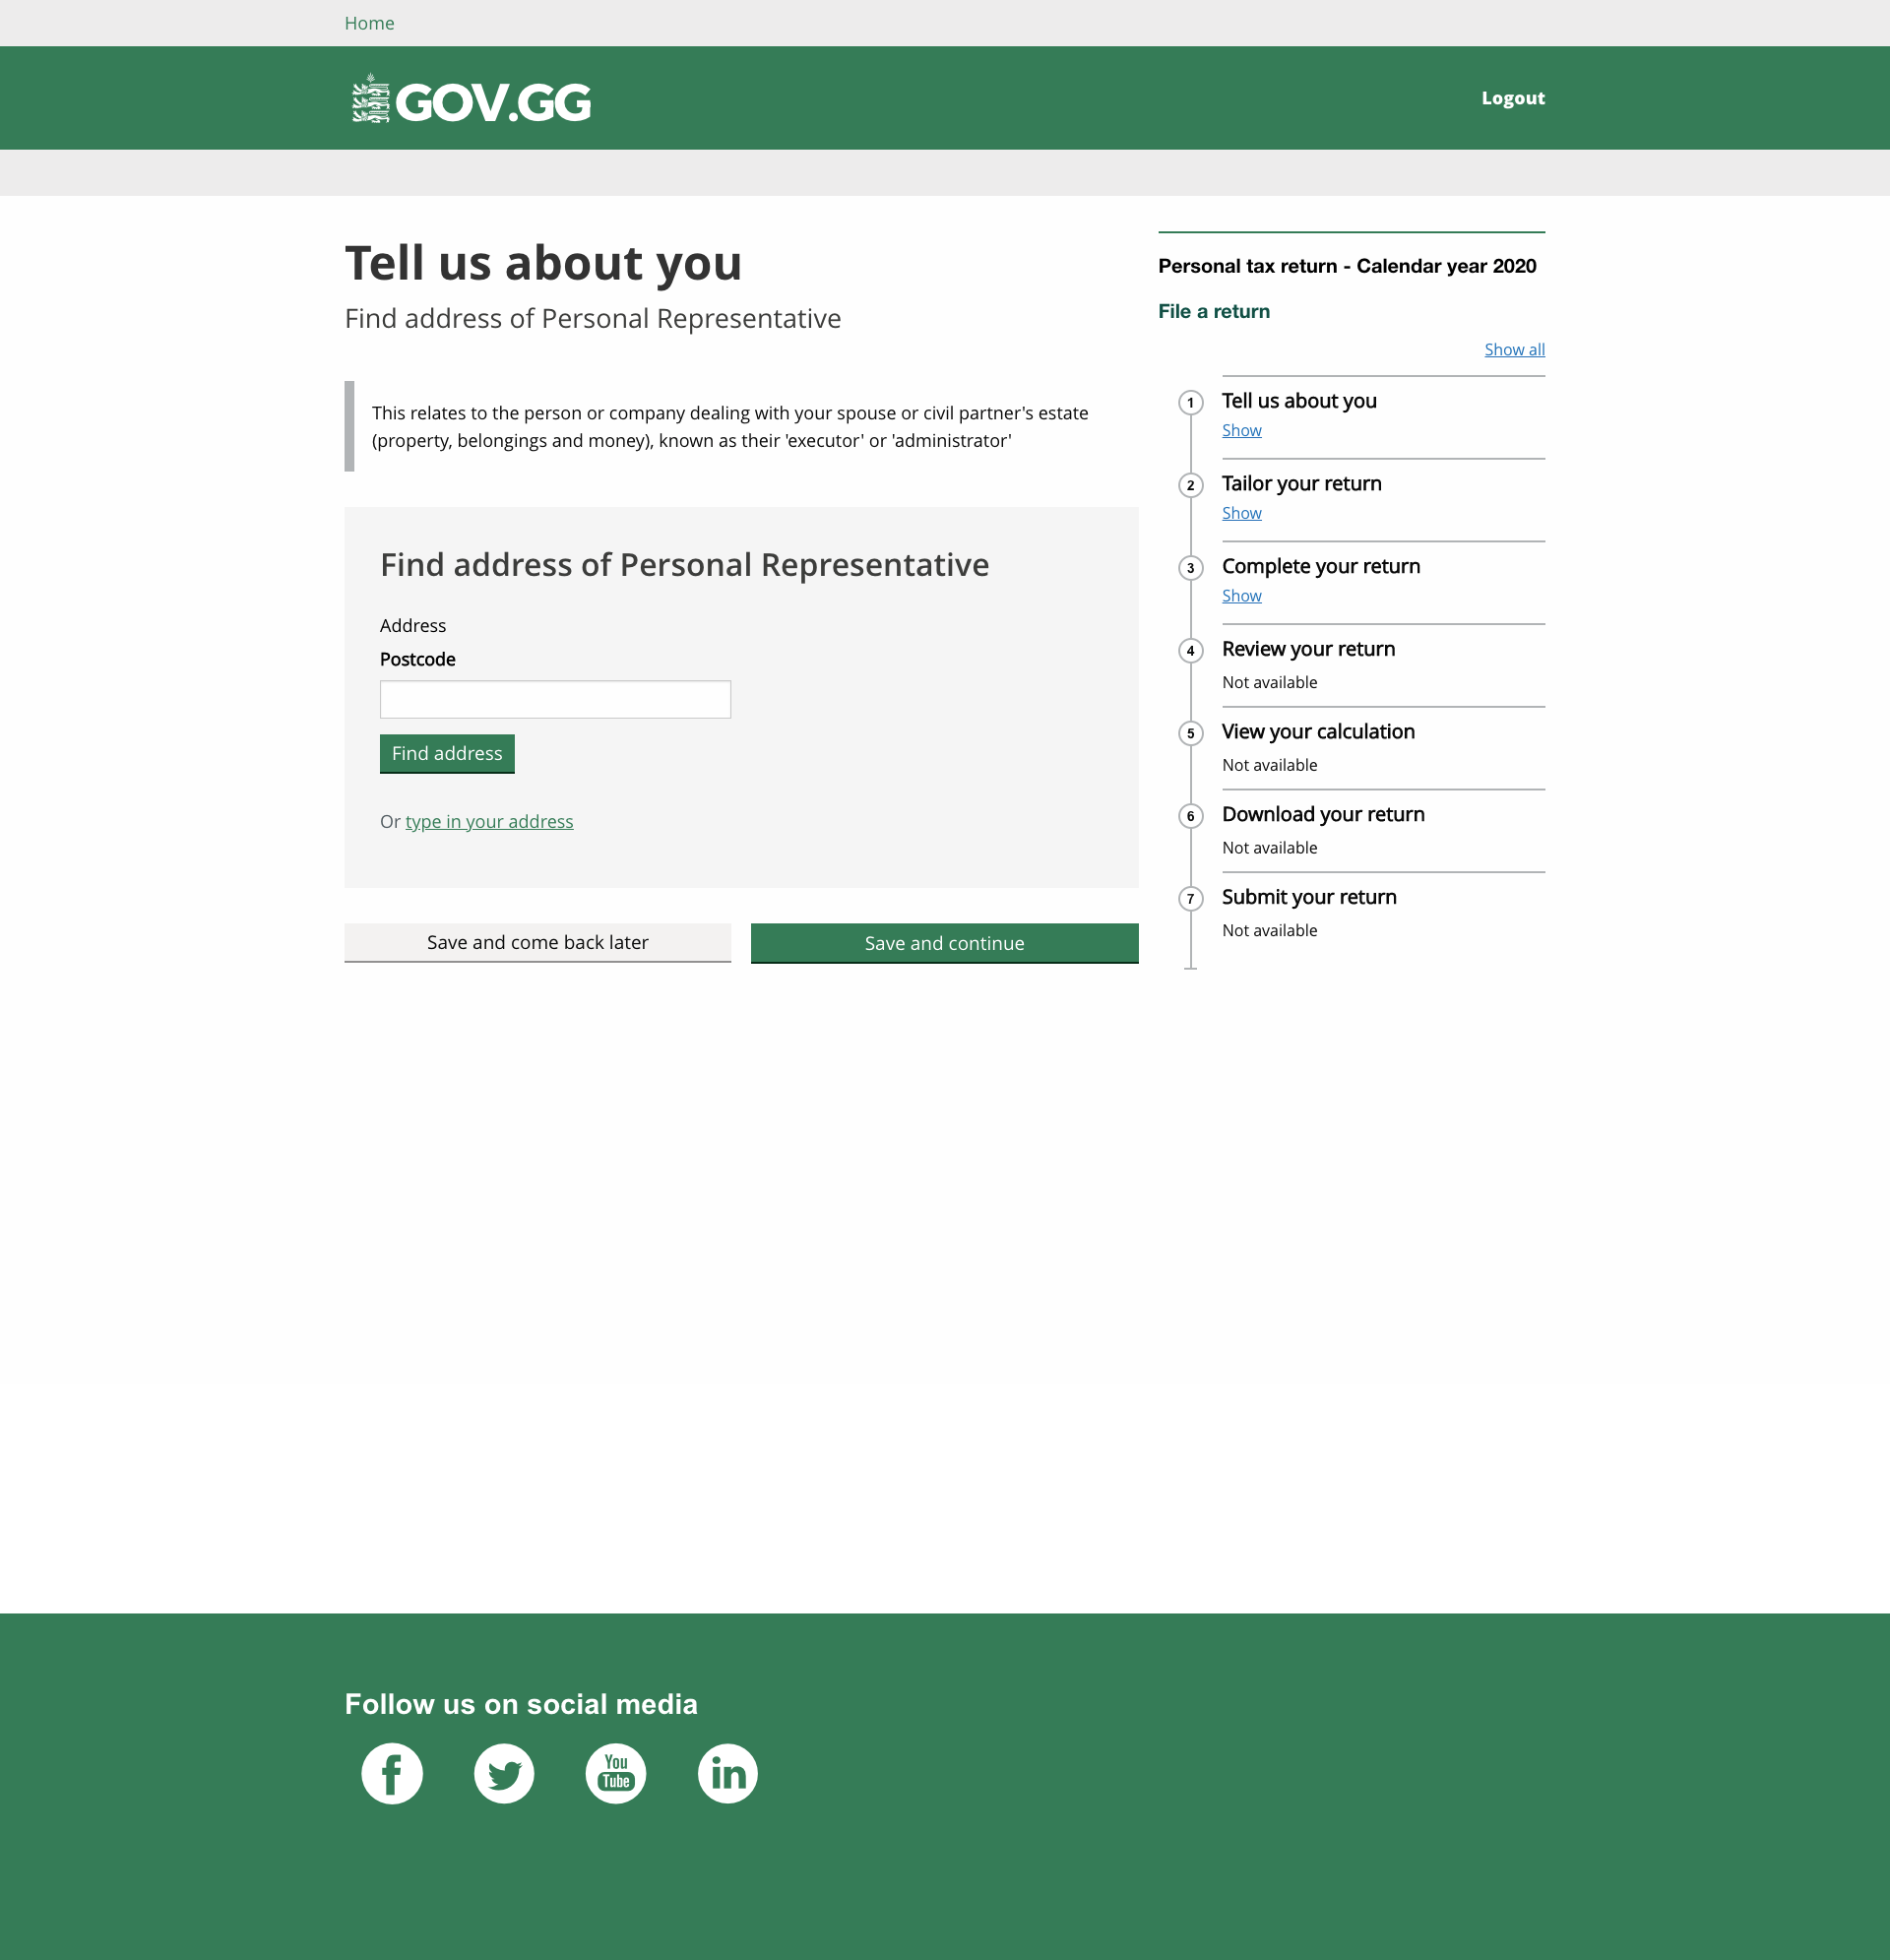 Home
GOV.GG
Logout
Tell us about you
Find address of Personal Representative
This relates to the person or company dealing with your spouse or civil partner's estate
(property, belongings and money), known as their 'executor' or 'administrator'
Find address of Personal Representative
Address
Postcode
Find address
Or type in your address
Save and come back later
Save and continue
Personal tax return - Calendar year 2020
File a return
Show all
1 Tell us about you
Show
2 Tailor your return
Show
3 Complete your return
Show
4 Review your return
Not available
5 View your calculation
Not available
6 Download your return
Not available
7 Submit your return
Not available
Follow us on social media
f
You
Tube
in